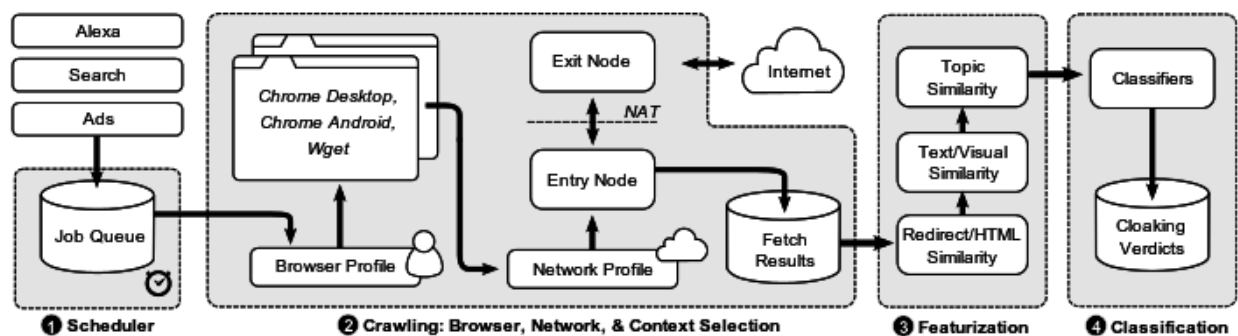 Alexa
Search
Ads
Job Queue
❶ Scheduler
Chrome Desktop,
Chrome Android,
Wget
Browser Profile
Exit Node
NAT
Entry Node
Network Profile
Internet
Fetch
Results
❷ Crawling: Browser, Network, & Context Selection
Topic
Similarity
Text/Visual
Similarity
Redirect/HTML
Similarity
❸ Featurization
Classifiers
Cloaking
Verdicts
❹ Classification